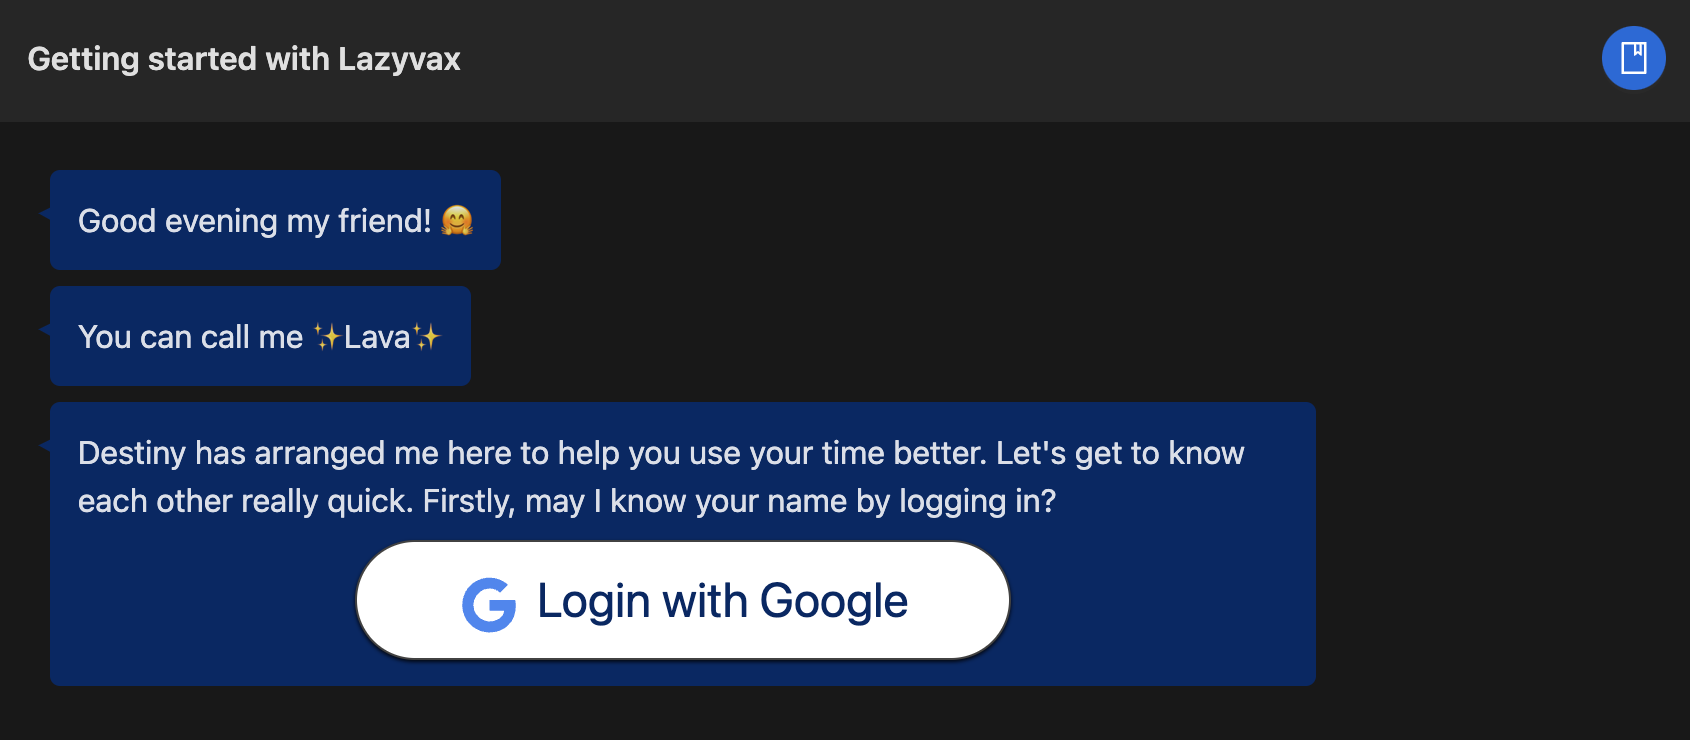 Getting started with Lazyvax
Good evening my friend! 🤗
You can call me ✨Lava✨
Destiny has arranged me here to help you use your time better. Let's get to know
each other really quick. Firstly, may I know your name by logging in?
G Login with Google